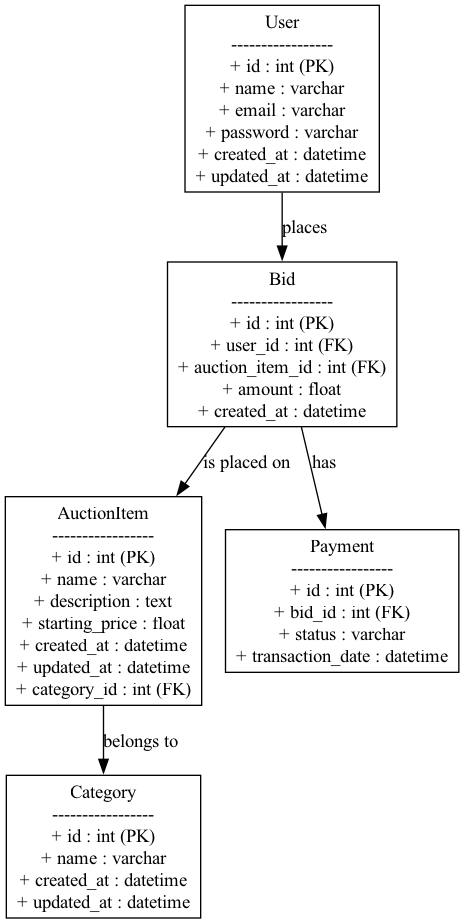 User
-----------------
+ id : int (PK)
+ name : varchar
+ email : varchar
+ password : varchar
+ created_at : datetime
+ updated_at : datetime
places
Bid
-----------------
+ id : int (PK)
+ user_id : int (FK)
+ auction_item_id : int (FK)
+ amount : float
+ created_at : datetime
is placed on
has
AuctionItem
-----------------
+ id : int (PK)
+ name : varchar
+ description : text
+ starting_price : float
+ created_at : datetime
+ updated_at : datetime
+ category_id : int (FK)
Payment
-----------------
+ id : int (PK)
+ bid_id : int (FK)
+ status : varchar
+ transaction_date : datetime
belongs to
Category
-----------------
+ id : int (PK)
+ name : varchar
+ created_at : datetime
+ updated_at : datetime